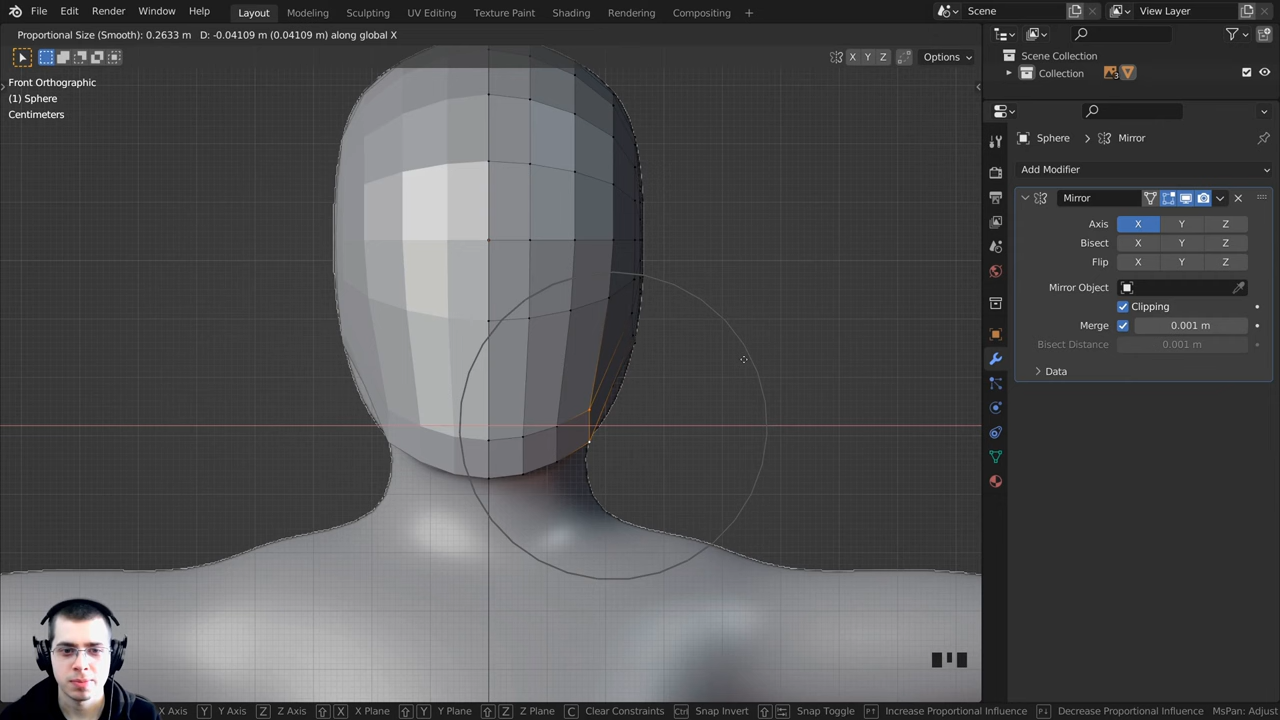 File Edit Render Window Help Layout Modeling Sculpting UV Editing Texture Paint Shading Animation Rendering Compositing + Scene View Layer
Proportional Size (Smooth): 0.2633 m   D: -0.04109 m (0.04109 m) along global X
X Y Z Options
Front Orthographic
(1) Sphere
Centimeters
Scene Collection
Collection
Sphere > Mirror
Add Modifier
Mirror
Axis X Y Z
Bisect X Y Z
Flip X Y Z
Mirror Object
Clipping
Merge 0.001 m
Bisect Distance 0.001 m
Data
X Axis Y Y Axis Z Z Axis X X Plane Y Y Plane Z Z Plane C Clear Constraints Ctrl Snap Invert Snap Toggle Increase Proportional Influence Decrease Proportional Influence MsPan: Adjust